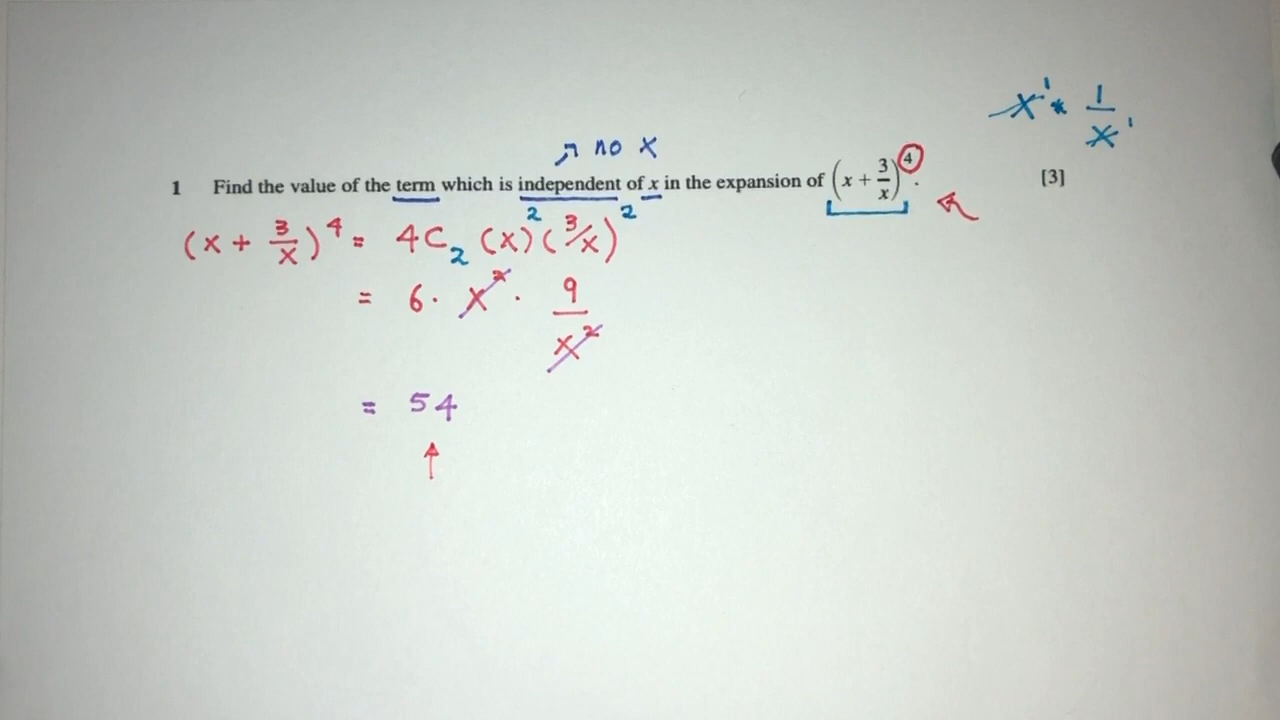 x¹ * 1/x¹
↗ no x
1 Find the value of the term which is independent of x in the expansion of (x + 3/x)⁴. [3]
(x + 3/x)⁴ = 4C₂ (x)²(3/x)²
= 6 · x² · 9/x²
= 54
↑